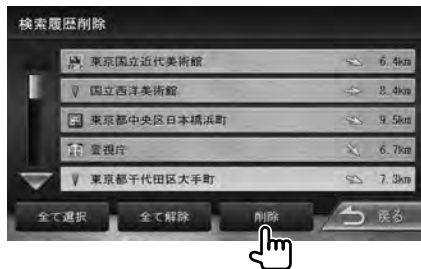 検索履歴削除
東京国立近代美術館 6.4km
国立西洋美術館 8.4km
東京都中央区日本橋浜町 9.5km
警視庁 6.7km
東京都千代田区大手町 7.3km
全て選択 全て解除 削除 戻る